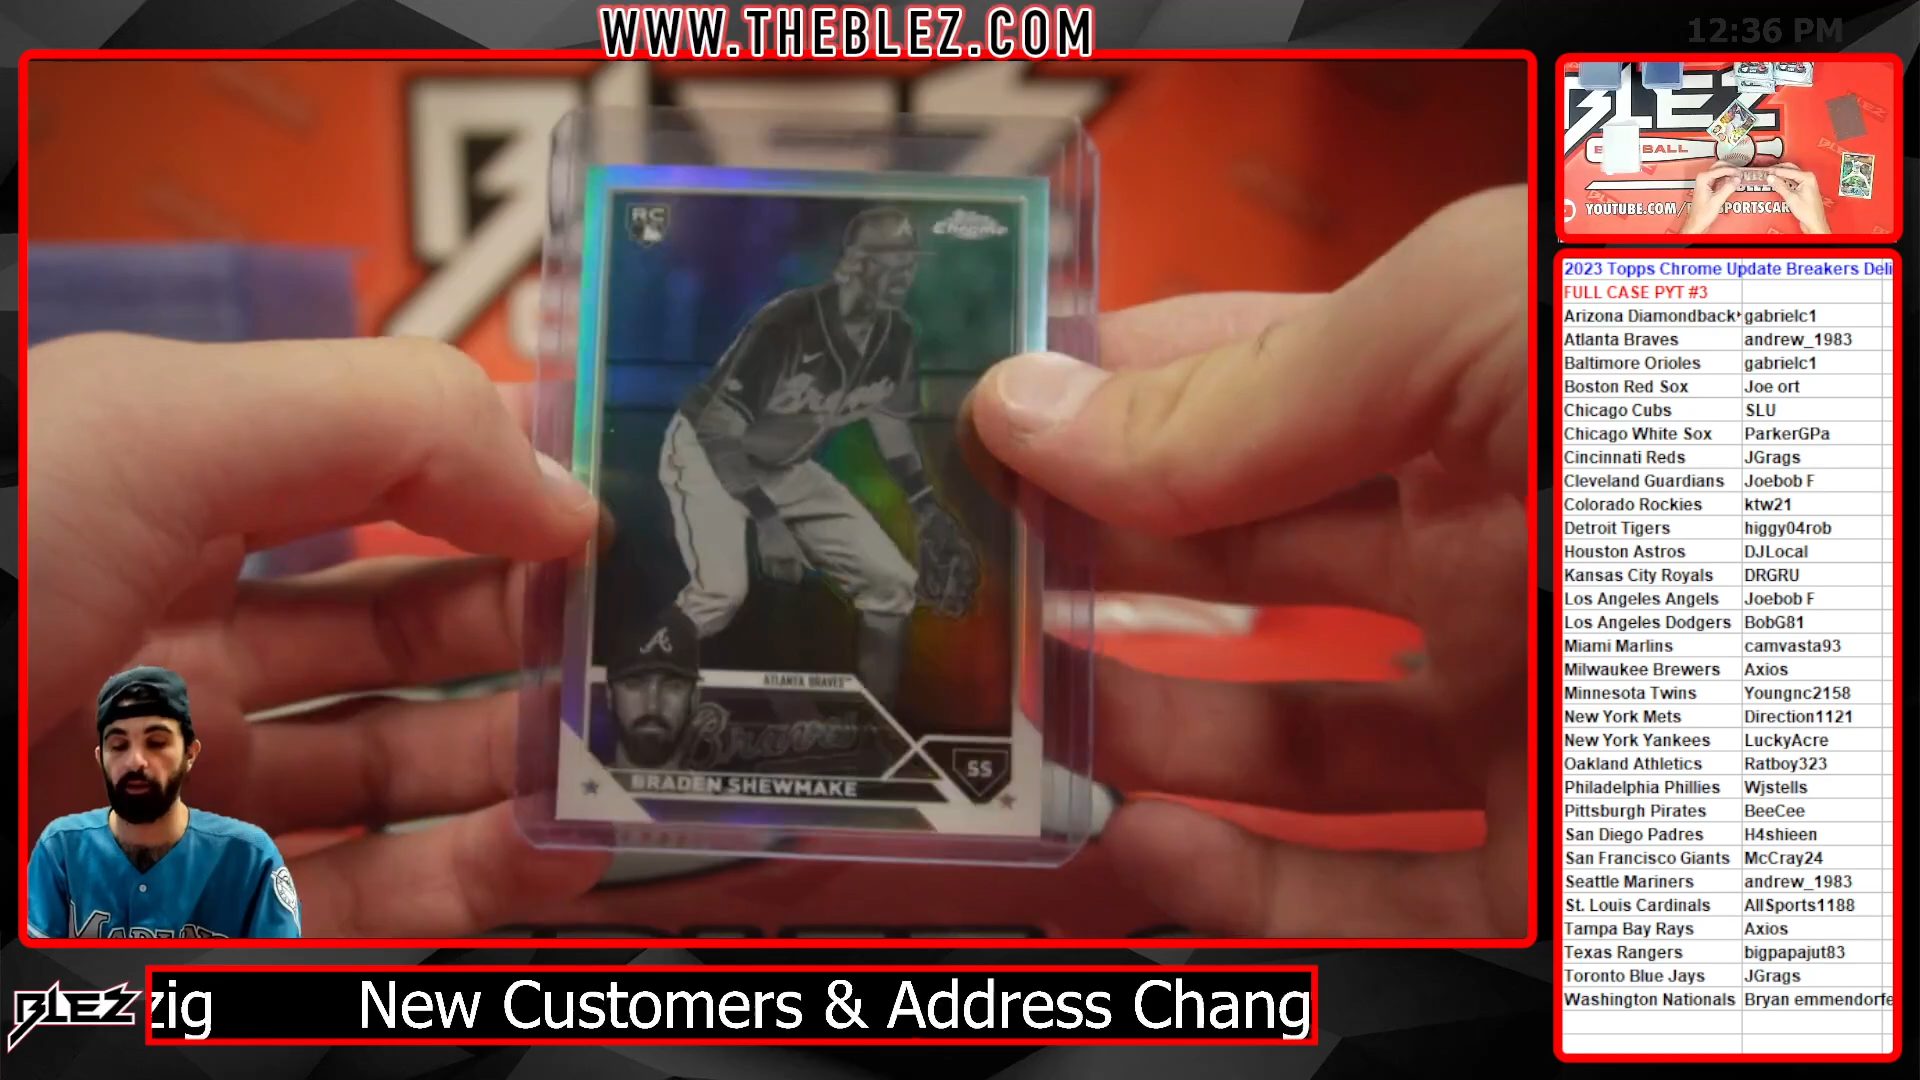 WWW.THEBLEZ.COM
12:36 PM
RC
Topps
Chrome
A
Braves
A
ATLANTA BRAVES™
Braves
SS
BRADEN SHEWMAKE
BLEZ
BALL
YOUTUBE.COM/
2023 Topps Chrome Update Breakers Deli
FULL CASE PYT #3
Arizona Diamondback gabrielc1
Atlanta Braves andrew_1983
Baltimore Orioles gabrielc1
Boston Red Sox Joe ort
Chicago Cubs SLU
Chicago White Sox ParkerGPa
Cincinnati Reds JGrags
Cleveland Guardians Joebob F
Colorado Rockies ktw21
Detroit Tigers higgy04rob
Houston Astros DJLocal
Kansas City Royals DRGRU
Los Angeles Angels Joebob F
Los Angeles Dodgers BobG81
Miami Marlins camvasta93
Milwaukee Brewers Axios
Minnesota Twins Youngnc2158
New York Mets Direction1121
New York Yankees LuckyAcre
Oakland Athletics Ratboy323
Philadelphia Phillies Wjstells
Pittsburgh Pirates BeeCee
San Diego Padres H4shieen
San Francisco Giants McCray24
Seattle Mariners andrew_1983
St. Louis Cardinals AllSports1188
Tampa Bay Rays Axios
Texas Rangers bigpapajut83
Toronto Blue Jays JGrags
Washington Nationals Bryan emmendorfe
BLEZ
zig New Customers & Address Chang